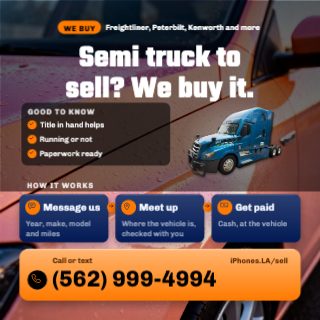 WE BUY Freightliner, Peterbilt, Kenworth and more
Semi truck to
sell? We buy it.
GOOD TO KNOW
Title in hand helps
Running or not
Paperwork ready
HOW IT WORKS
Message us
Year, make, model
and miles
Meet up
Where the vehicle is,
checked with you
Get paid
Cash, at the vehicle
Call or text
iPhones.LA/sell
(562) 999-4994